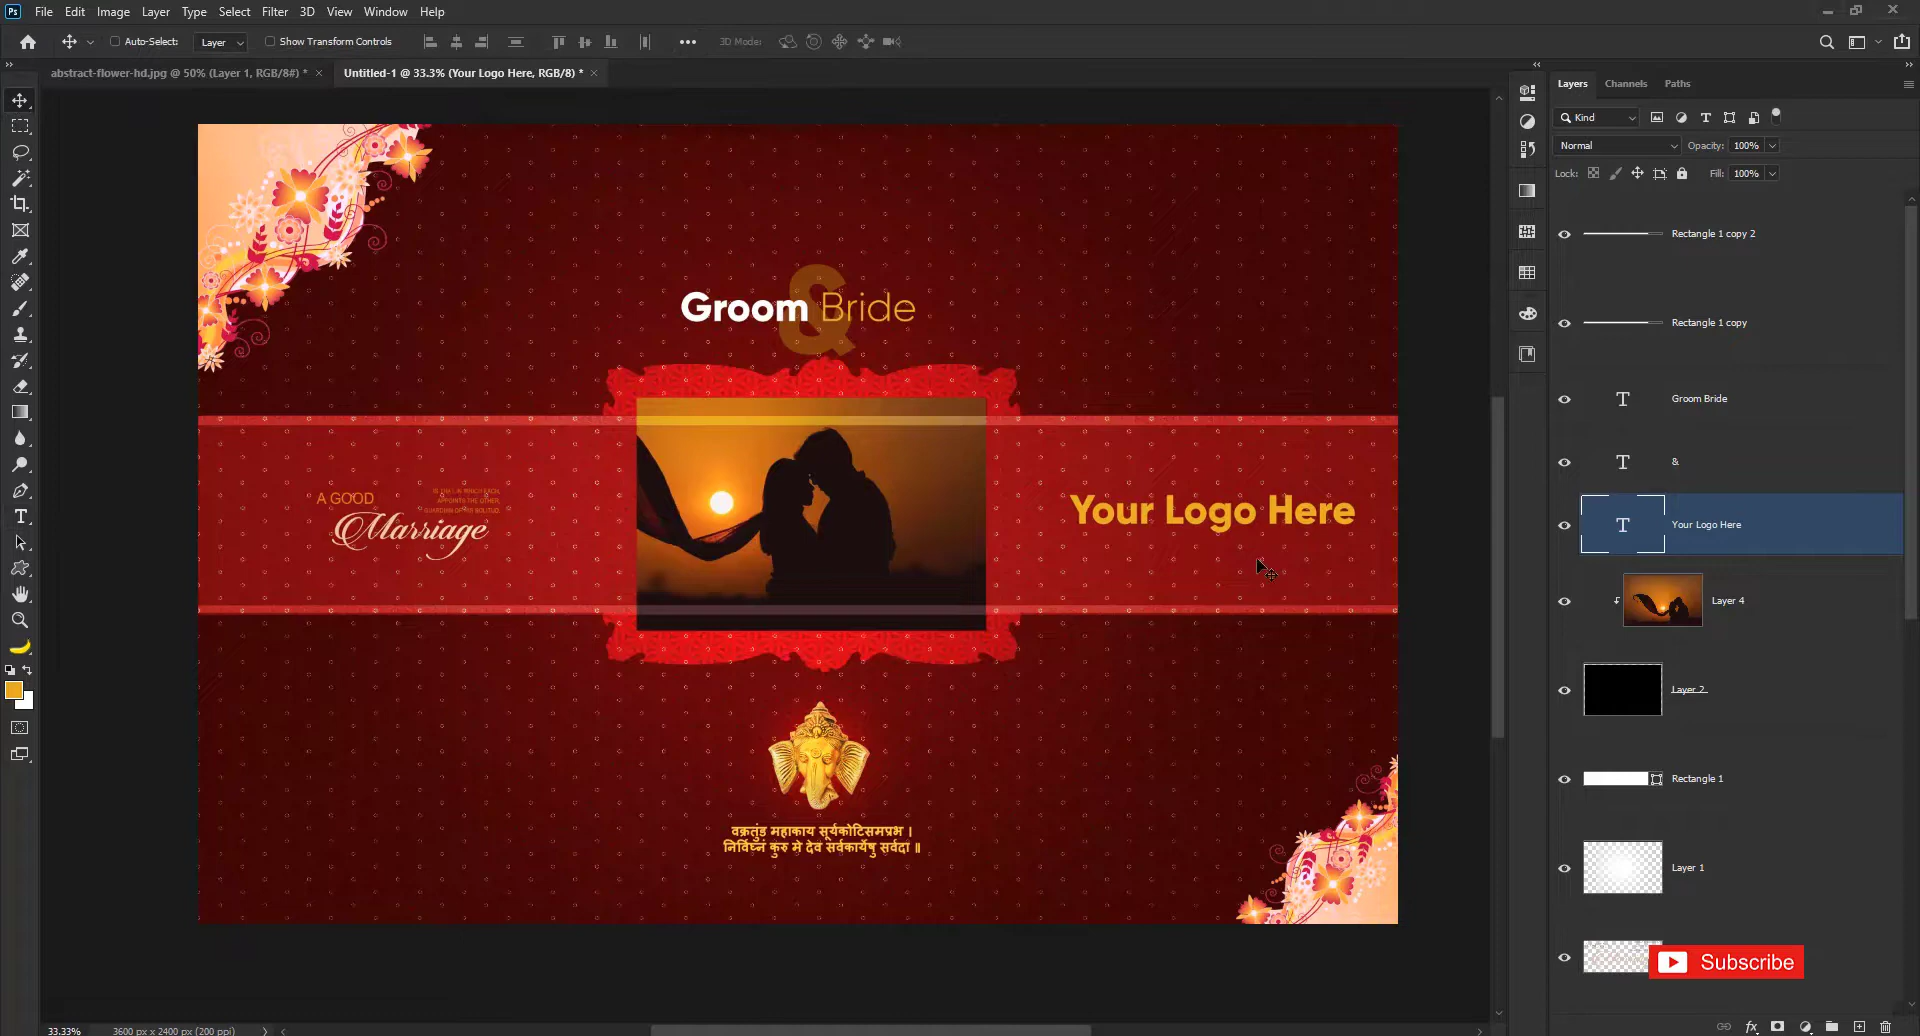 Ps File Edit Image Layer Type Select Filter 3D View Window Help
Auto-Select: Layer Show Transform Controls 3D Mode:
abstract-flower-hd.jpg @ 50% (Layer 1, RGB/8#) * × Untitled-1 @ 33.3% (Your Logo Here, RGB/8) * ×
Groom & Bride
A GOOD
APPOINTS THE OTHER,
Marriage
Your Logo Here
वक्रतुंड महाकाय सूर्यकोटिसमप्रभ ।
निर्विघ्नं कुरु मे देव सर्वकार्येषु सर्वदा ॥
Layers Channels Paths
Kind
Normal Opacity: 100%
Lock: Fill: 100%
Rectangle 1 copy 2
Rectangle 1 copy
Groom Bride
&
Your Logo Here
Layer 4
Layer 2
Rectangle 1
Layer 1
Subscribe
33.33% 3600 px x 2400 px (200 ppi)